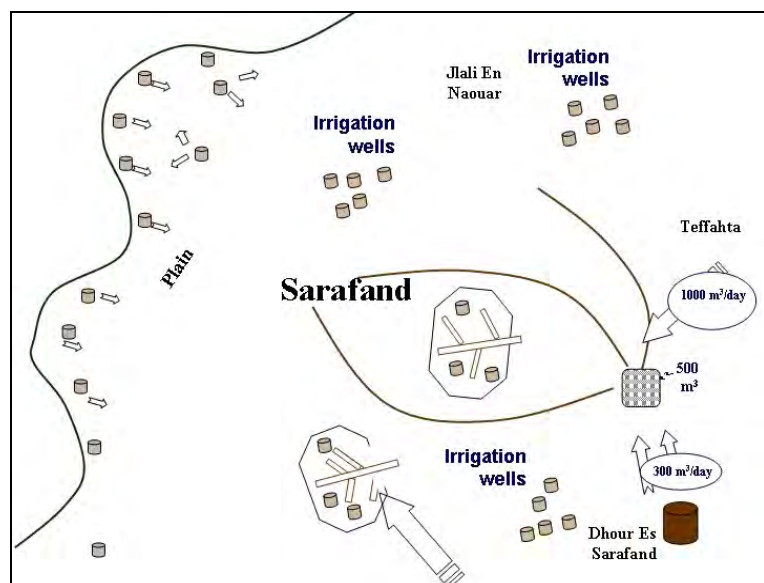 Irrigation
wells
Jlali En
Naouar
Irrigation
wells
Teffahta
Plain
Sarafand
1000 m³/day
500
m³
Irrigation
wells
300 m³/day
Dhour Es
Sarafand